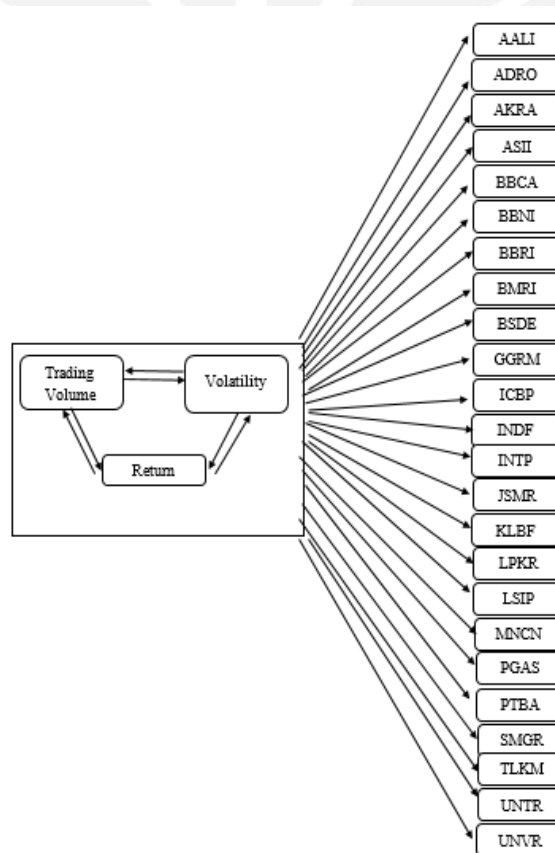 AALI
ADRO
AKRA
ASII
BBCA
BBNI
BBRI
BMRI
BSDE
GGRM
ICBP
INDF
INTP
JSMR
KLBF
LPKR
LSIP
MNCN
PGAS
PTBA
SMGR
TLKM
UNTR
UNVR
Trading
Volume
Volatility
Return